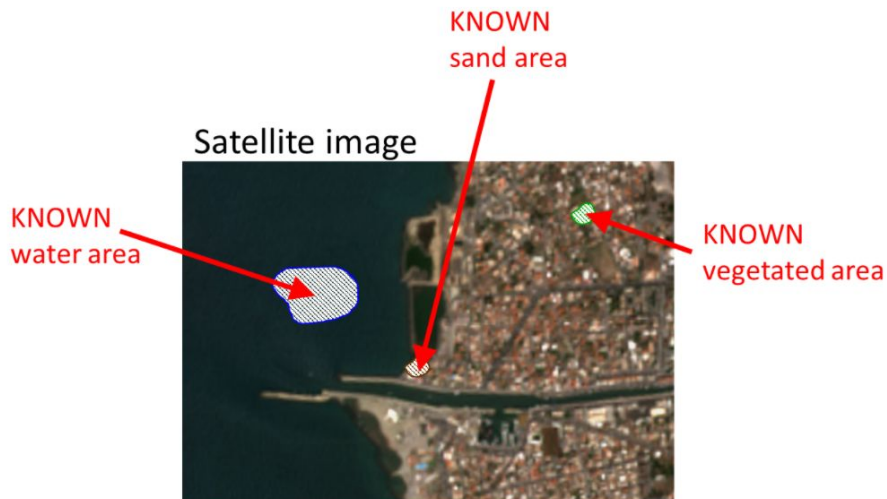 KNOWN
sand area
Satellite image
KNOWN
water area
KNOWN
vegetated area